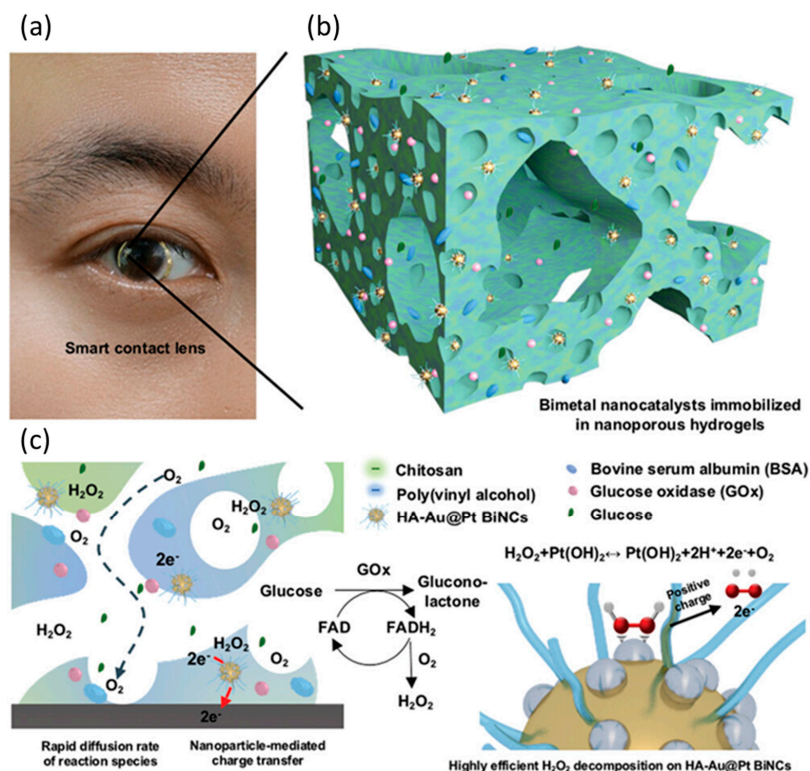 (a)
(b)
Smart contact lens
Bimetal nanocatalysts immobilized
in nanoporous hydrogels
(c)
O₂
H₂O₂
O₂
2e⁻
H₂O₂
O₂
H₂O₂
O₂
H₂O₂
2e⁻
O₂
2e⁻
Rapid diffusion rate
of reaction species
Nanoparticle-mediated
charge transfer
Chitosan
Poly(vinyl alcohol)
HA-Au@Pt BiNCs
Bovine serum albumin (BSA)
Glucose oxidase (GOx)
Glucose
Glucose
GOx
Glucono-
lactone
FAD
FADH₂
O₂
H₂O₂
H₂O₂+Pt(OH)₂↔ Pt(OH)₂+2H⁺+2e⁻+O₂
Positive
charge
2e⁻
Highly efficient H₂O₂ decomposition on HA-Au@Pt BiNCs